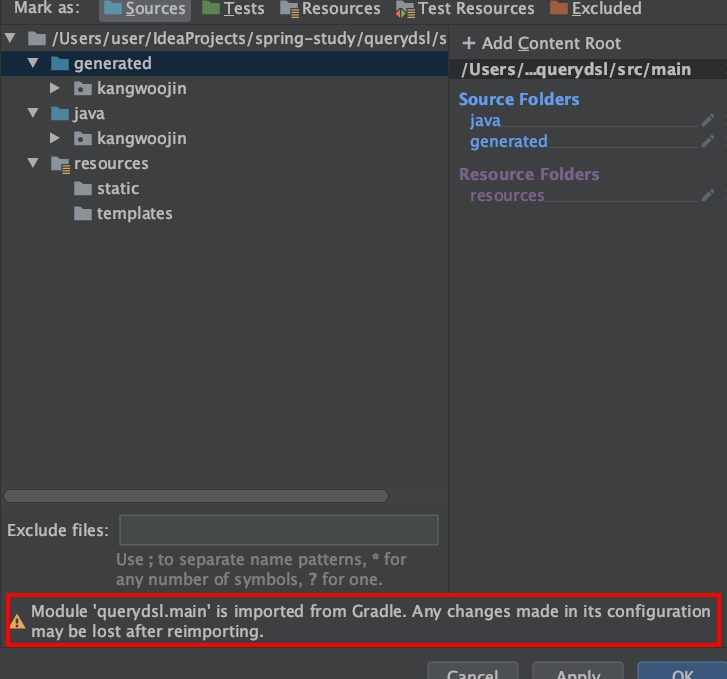 Mark as: Sources Tests Resources Test Resources Excluded
/Users/user/IdeaProjects/spring-study/querydsl/s
generated
kangwoojin
java
kangwoojin
resources
static
templates
+ Add Content Root
/Users/...querydsl/src/main
Source Folders
java
generated
Resource Folders
resources
Exclude files:
Use ; to separate name patterns, * for
any number of symbols, ? for one.
Module 'querydsl.main' is imported from Gradle. Any changes made in its configuration
may be lost after reimporting.
Cancel Apply OK